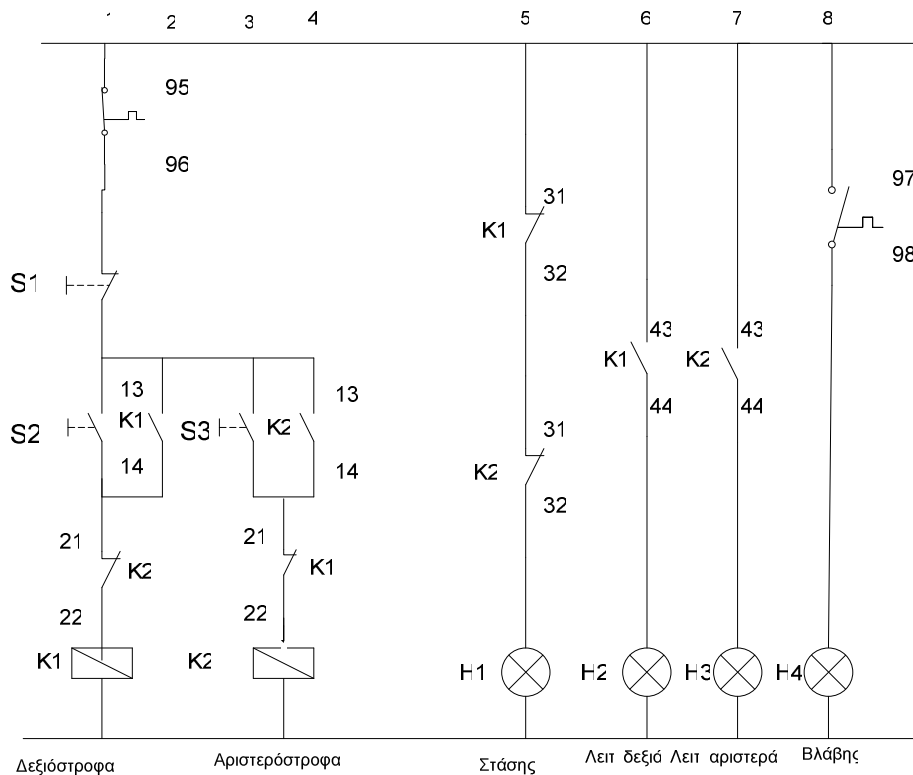 1 2 3 4 5 6 7 8
95
96
97
98
S1
K1 31
32
K1 43
44
K2 43
44
S2
13
K1
14
S3
K2
13
14
K2 31
32
21
K2
22
21
K1
22
K1
K2
H1
H2
H3
H4
Δεξιόστροφα
Αριστερόστροφα
Στάσης
Λειτ δεξιά
Λειτ αριστερά
Βλάβης